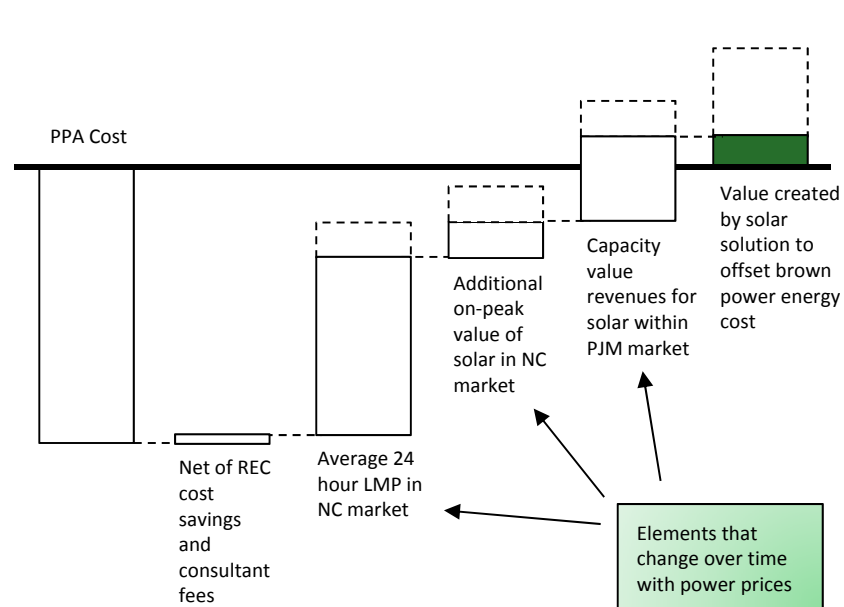 PPA Cost
Net of REC
cost
savings
and
consultant
fees
Average 24
hour LMP in
NC market
Additional
on-peak
value of
solar in NC
market
Capacity
value
revenues for
solar within
PJM market
Value created
by solar
solution to
offset brown
power energy
cost
Elements that
change over time
with power prices